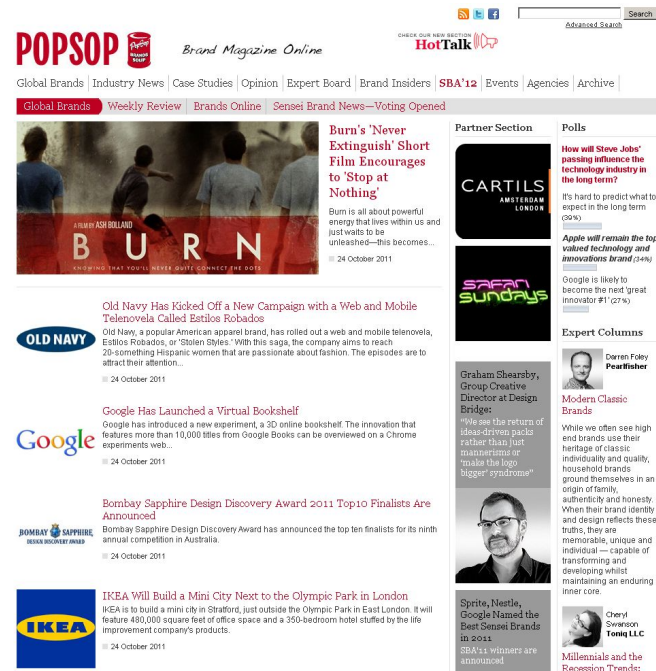 Search
Advanced Search
POPSOP
PopSop
BRANDS
SOUP
Brand Magazine Online
CHECK OUR NEW SECTION
HotTalk
Global Brands
Industry News
Case Studies
Opinion
Expert Board
Brand Insiders
SBA'12
Events
Agencies
Archive
Global Brands
Weekly Review
Brands Online
Sensei Brand News—Voting Opened
A FILM BY ASH BOLLAND
BURN
KNOWING THAT YOU'LL NEVER QUITE CONNECT THE DOTS
Burn's 'Never
Extinguish' Short
Film Encourages
to 'Stop at
Nothing'
Burn is all about powerful
energy that lives within us and
just waits to be
unleashed—this becomes...
24 October 2011
OLD NAVY
Old Navy Has Kicked Off a New Campaign with a Web and Mobile
Telenovela Called Estilos Robados
Old Navy, a popular American apparel brand, has rolled out a web and mobile telenovela,
Estilos Robados, or 'Stolen Styles.' With this saga, the company aims to reach
20-something Hispanic women that are passionate about fashion. The episodes are to
attract their attention...
24 October 2011
Google
Google Has Launched a Virtual Bookshelf
Google has introduced a new experiment, a 3D online bookshelf. The innovation that
features more than 10,000 titles from Google Books can be overviewed on a Chrome
experiments web...
24 October 2011
BOMBAY SAPPHIRE
DESIGN DISCOVERY AWARD
Bombay Sapphire Design Discovery Award 2011 Top10 Finalists Are
Announced
Bombay Sapphire Design Discovery Award has announced the top ten finalists for its ninth
annual competition in Australia.
24 October 2011
IKEA
IKEA Will Build a Mini City Next to the Olympic Park in London
IKEA is to build a mini city in Stratford, just outside the Olympic Park in East London. It will
feature 480,000 square feet of office space and a 350-bedroom hotel stuffed by the life
improvement company's products.
24 October 2011
Partner Section
CARTILS
AMSTERDAM
LONDON
SAFARI
SUNDAYS
Graham Shearsby,
Group Creative
Director at Design
Bridge:
"We see the return of
ideas-driven packs
rather than just
mannerisms or
'make the logo
bigger' syndrome"
Sprite, Nestle,
Google Named the
Best Sensei Brands
in 2011
SBA'11 winners are
announced
Polls
How will Steve Jobs'
passing influence the
technology industry in
the long term?
It's hard to predict what to
expect in the long term
(39%)
Apple will remain the top
valued technology and
innovations brand (34%)
Google is likely to
become the next 'great
innovator #1' (27%)
Expert Columns
Darren Foley
Pearlfisher
Modern Classic
Brands
While we often see high
end brands use their
heritage of classic
individuality and quality,
household brands
ground themselves in an
origin of family,
authenticity and honesty.
When their brand identity
and design reflects these
truths, they are
memorable, unique and
individual — capable of
transforming and
developing whilst
maintaining an enduring
inner core.
Cheryl
Swanson
Toniq LLC
Millennials and the
Recession Trends: